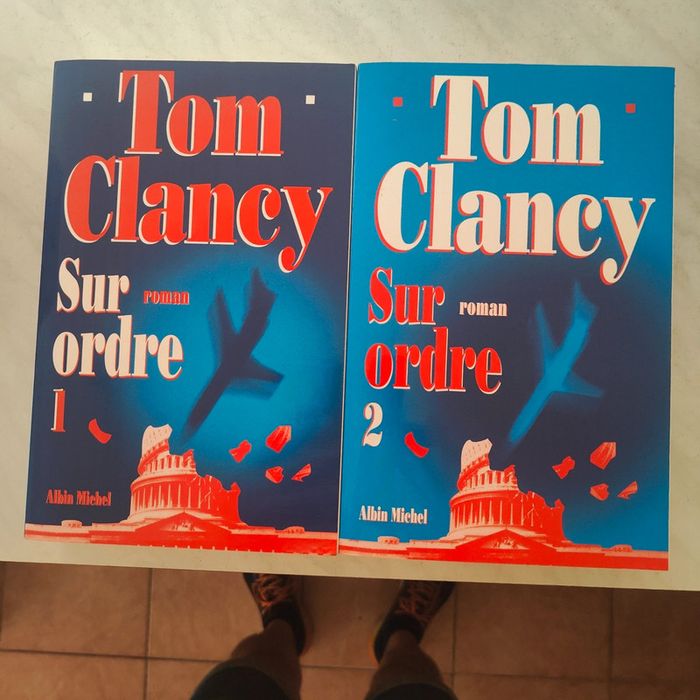 Tom
Clancy
Sur
roman
ordre
1
Albin Michel
Tom
Clancy
Sur
roman
ordre
2
Albin Michel